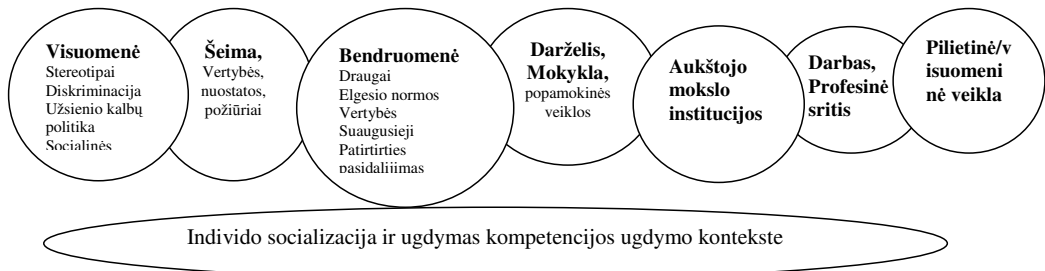 Visuomenė
Stereotipai
Diskriminacija
Užsienio kalbų
politika
Socialinės
Šeima,
Vertybės,
nuostatos,
požiūriai
Bendruomenė
Draugai
Elgesio normos
Vertybės
Suaugusieji
Patirtirties
pasidalijimas
Darželis,
Mokykla,
popamokinės
veiklos
Aukštojo
mokslo
institucijos
Darbas,
Profesinė
sritis
Pilietinė/v
isuomeni
nė veikla
Individo socializacija ir ugdymas kompetencijos ugdymo kontekste